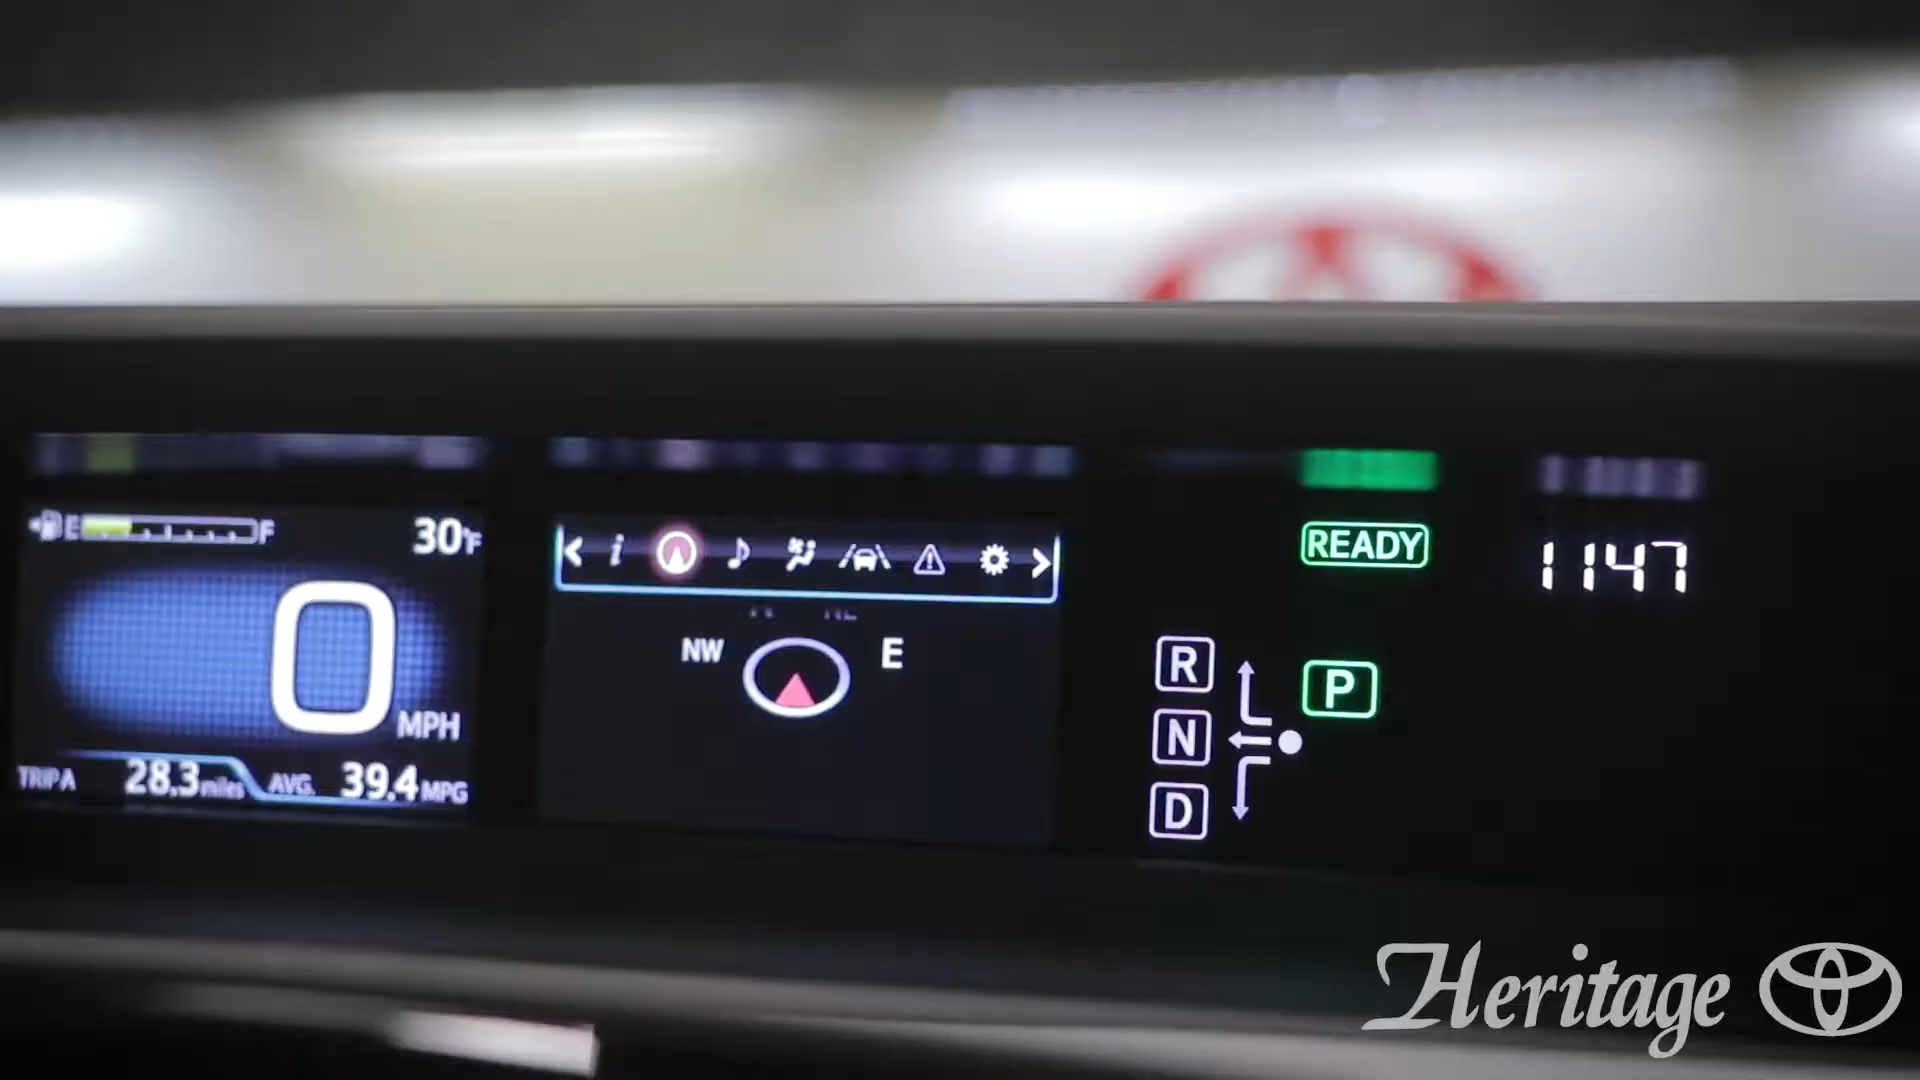 E F 30°F
0 MPH
TRIP A 28.3 miles AVG. 39.4 MPG
i
NW E
READY
1147
R
N
D
P
Heritage